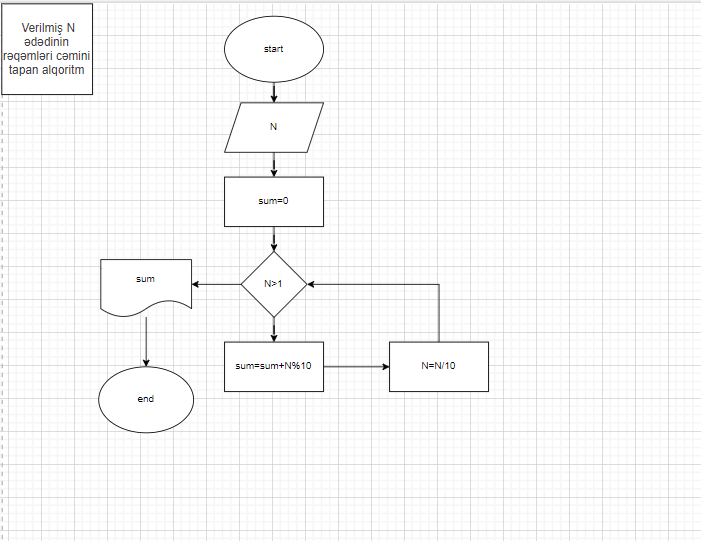 Verilmiş N
ədədinin
rəqəmləri cəmini
tapan alqoritm
start
N
sum=0
N>1
sum
sum=sum+N%10
N=N/10
end